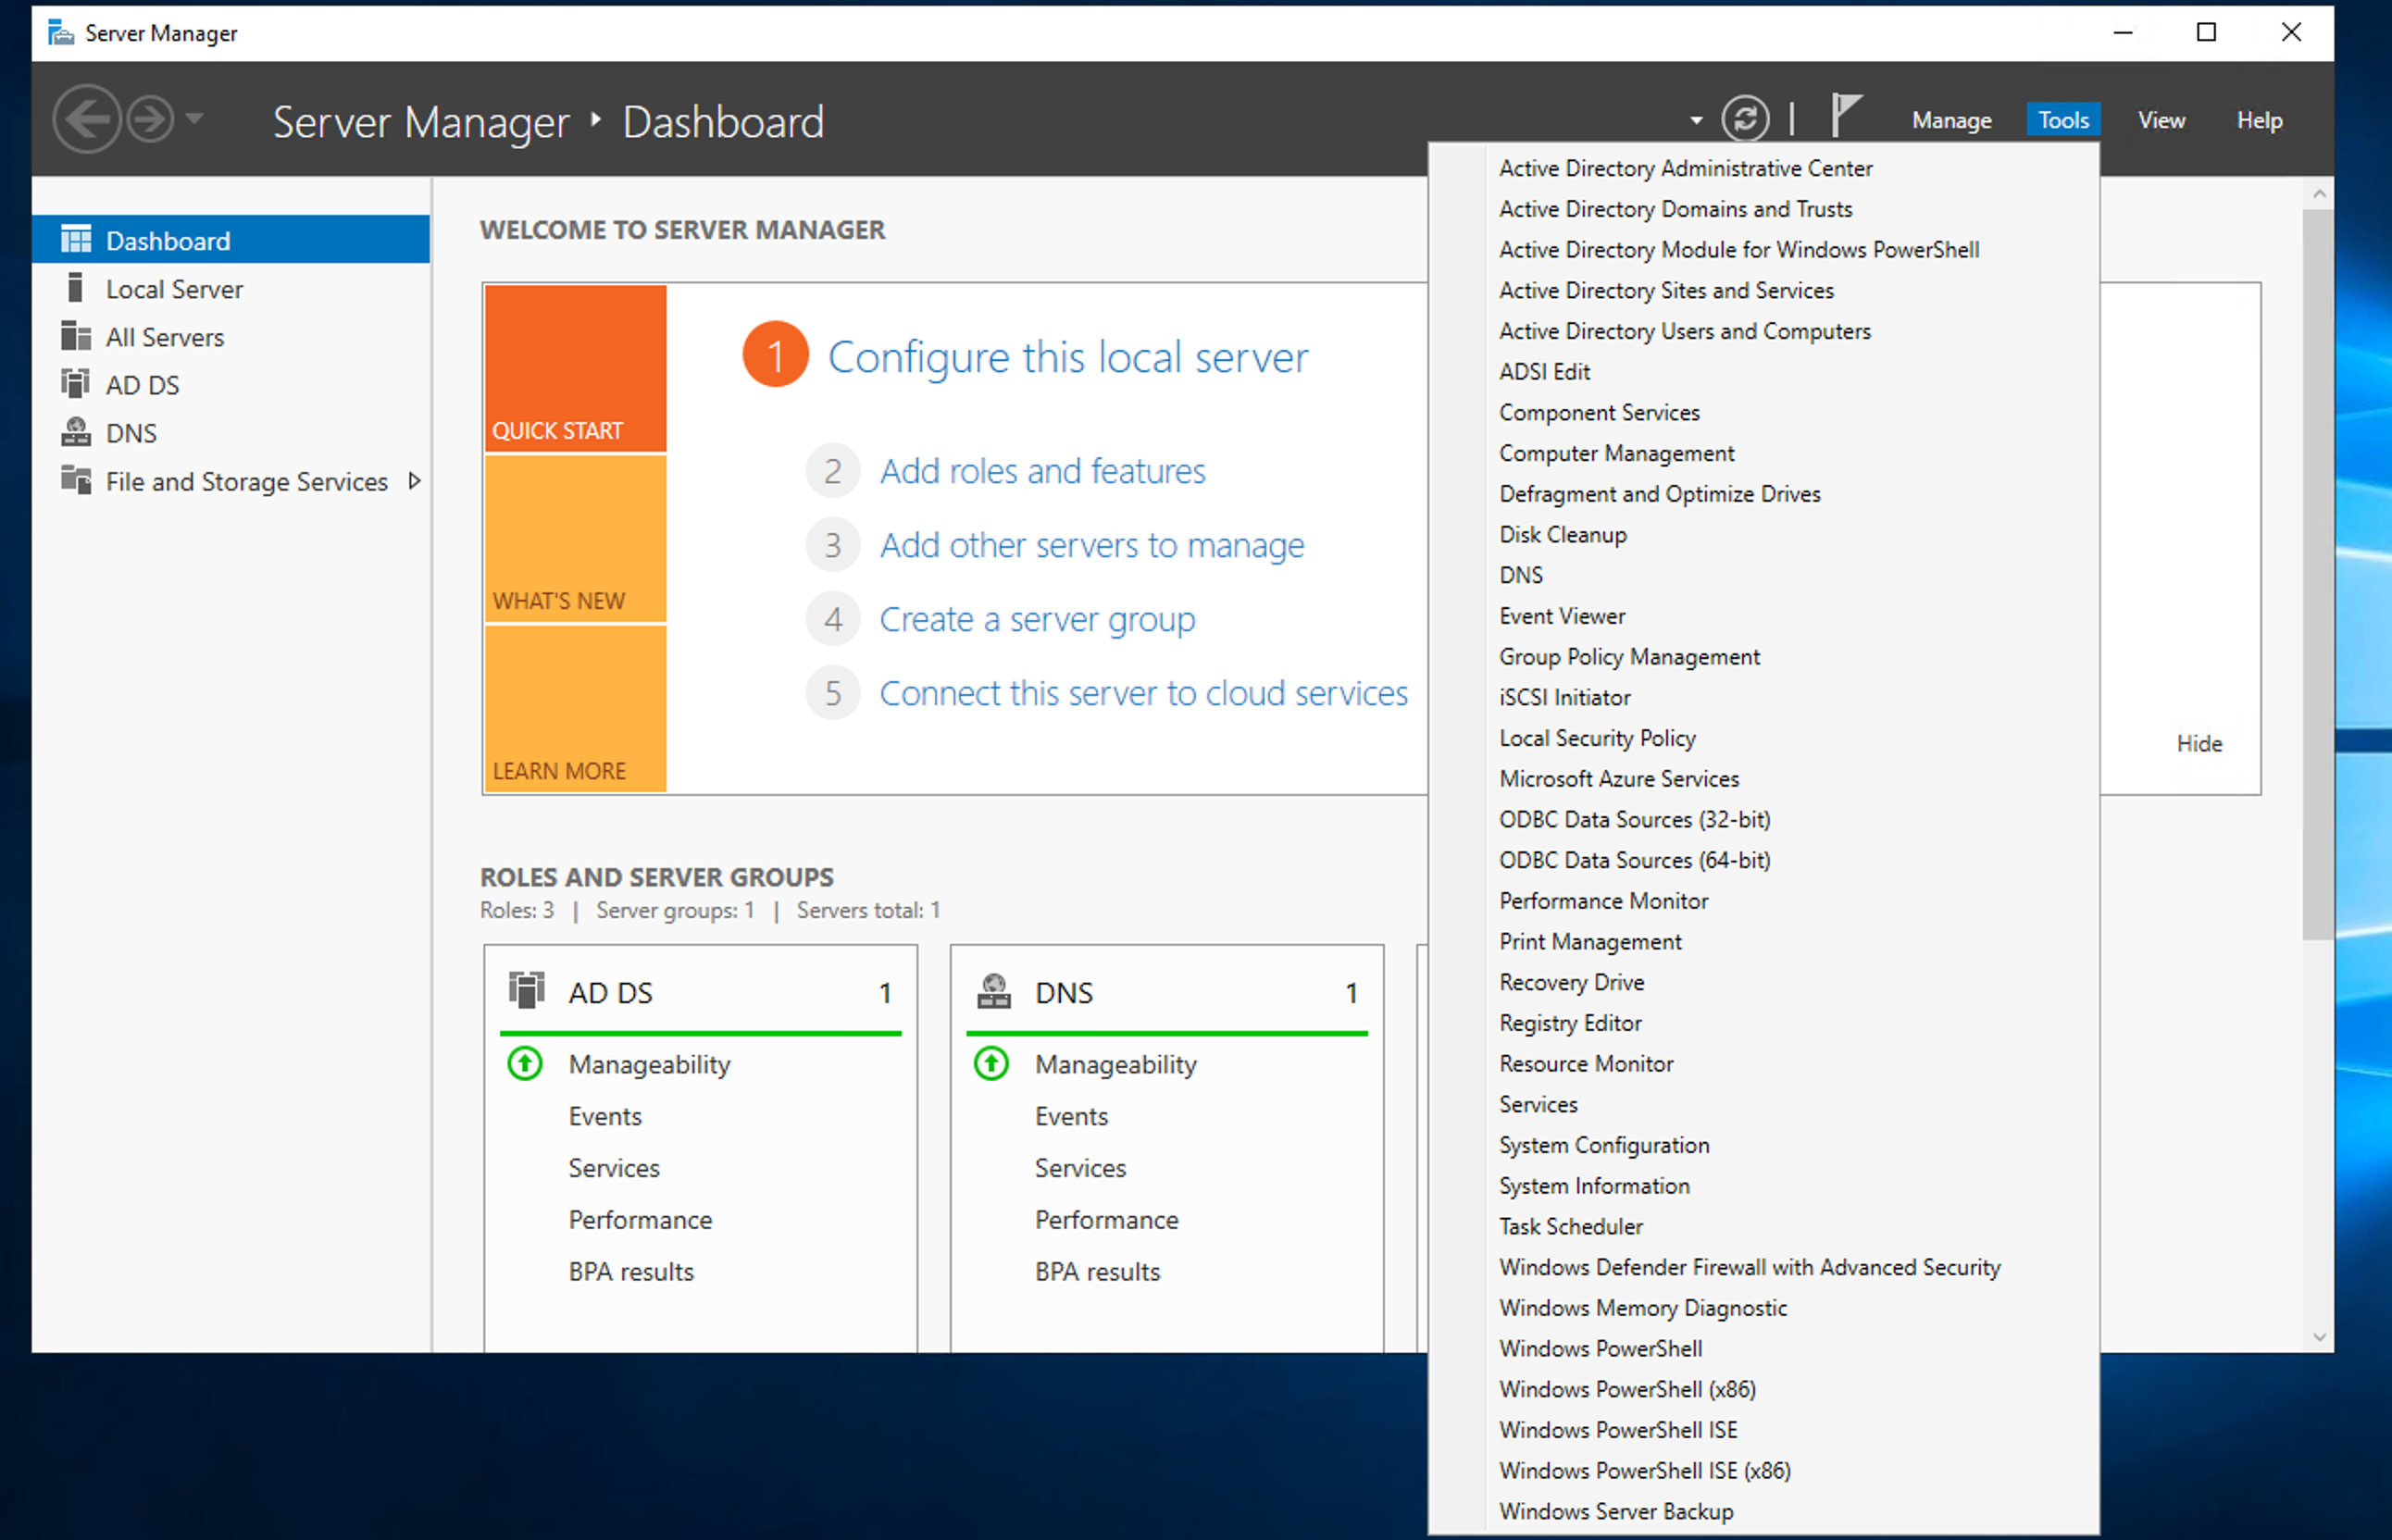 Server Manager
Server Manager
Dashboard
Manage
Tools
View
Help
Dashboard
Local Server
All Servers
AD DS
DNS
File and Storage Services
WELCOME TO SERVER MANAGER
QUICK START
WHAT'S NEW
LEARN MORE
1 Configure this local server
2 Add roles and features
3 Add other servers to manage
4 Create a server group
5 Connect this server to cloud services
Hide
ROLES AND SERVER GROUPS
Roles: 3 | Server groups: 1 | Servers total: 1
AD DS 1
Manageability
Events
Services
Performance
BPA results
DNS 1
Manageability
Events
Services
Performance
BPA results
Active Directory Administrative Center
Active Directory Domains and Trusts
Active Directory Module for Windows PowerShell
Active Directory Sites and Services
Active Directory Users and Computers
ADSI Edit
Component Services
Computer Management
Defragment and Optimize Drives
Disk Cleanup
DNS
Event Viewer
Group Policy Management
iSCSI Initiator
Local Security Policy
Microsoft Azure Services
ODBC Data Sources (32-bit)
ODBC Data Sources (64-bit)
Performance Monitor
Print Management
Recovery Drive
Registry Editor
Resource Monitor
Services
System Configuration
System Information
Task Scheduler
Windows Defender Firewall with Advanced Security
Windows Memory Diagnostic
Windows PowerShell
Windows PowerShell (x86)
Windows PowerShell ISE
Windows PowerShell ISE (x86)
Windows Server Backup